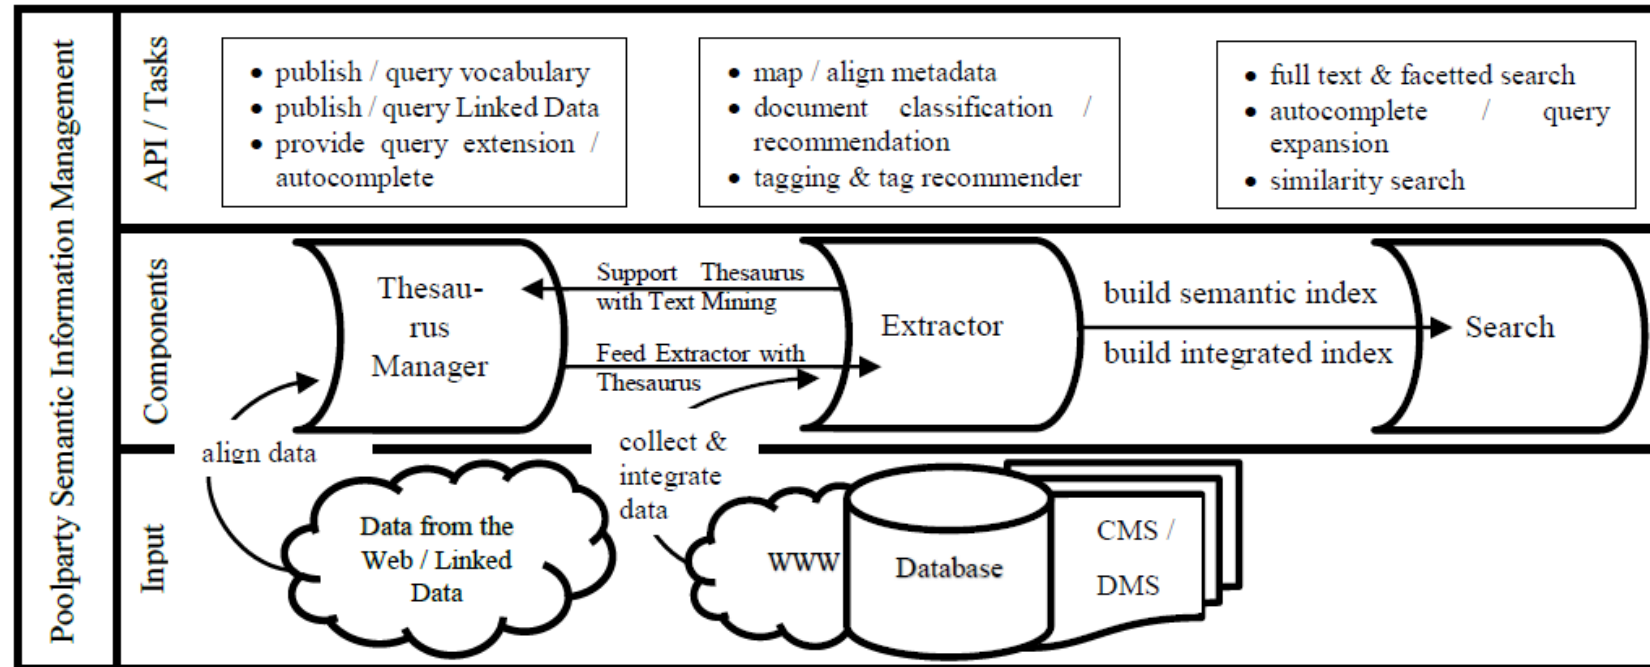 Poolparty Semantic Information Management
API / Tasks
• publish / query vocabulary
• publish / query Linked Data
• provide query extension /
autocomplete
• map / align metadata
• document classification /
recommendation
• tagging & tag recommender
• full text & facetted search
• autocomplete / query
expansion
• similarity search
Components
Thesau-
rus
Manager
Support Thesaurus
with Text Mining
Feed Extractor with
Thesaurus
Extractor
build semantic index
build integrated index
Search
align data
collect &
integrate
data
Input
Data from the
Web / Linked
Data
WWW
Database
CMS /
DMS